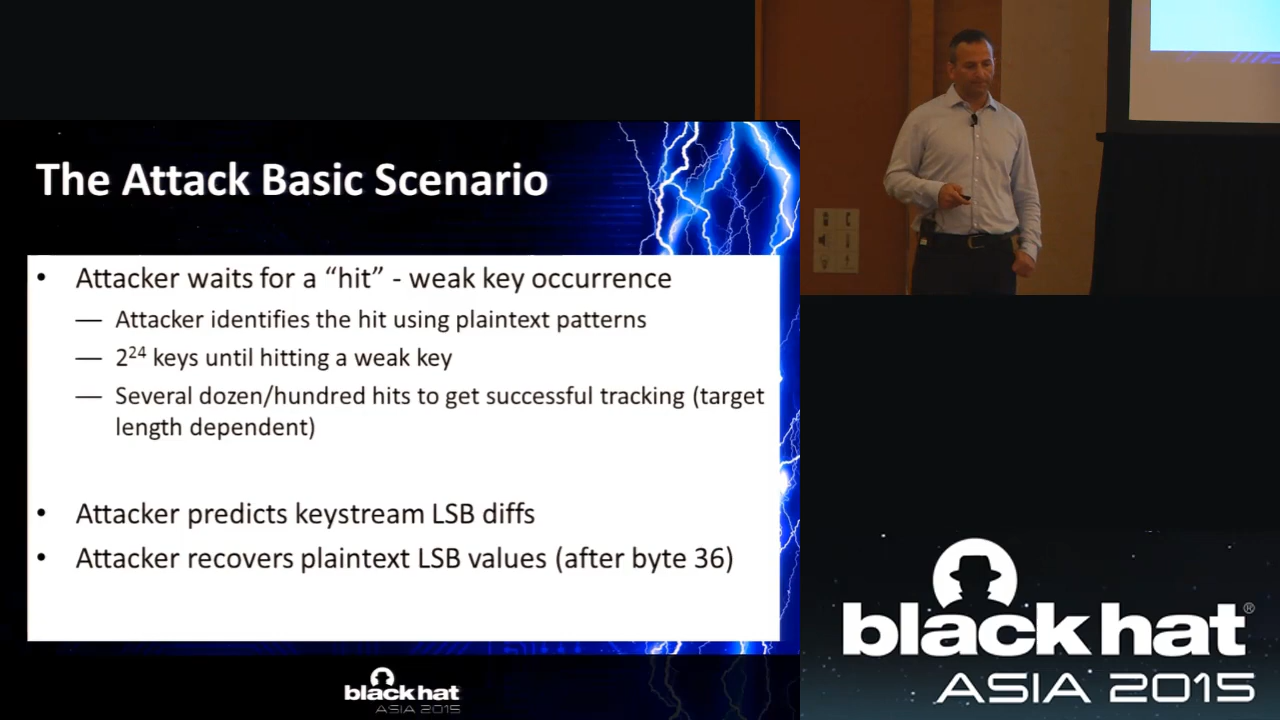 The Attack Basic Scenario
• Attacker waits for a “hit” - weak key occurrence
— Attacker identifies the hit using plaintext patterns
— 2²⁴ keys until hitting a weak key
— Several dozen/hundred hits to get successful tracking (target
length dependent)
• Attacker predicts keystream LSB diffs
• Attacker recovers plaintext LSB values (after byte 36)
black hat
ASIA 2015
black hat®
ASIA 2015